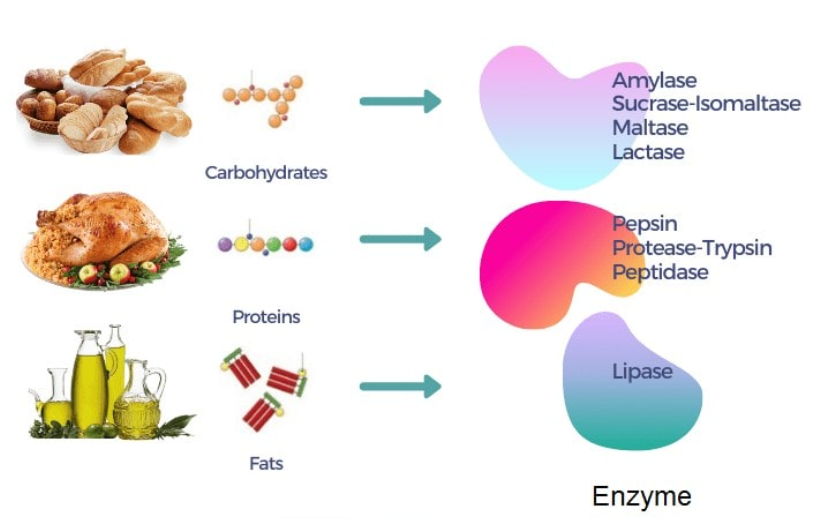 Amylase
Sucrase-Isomaltase
Maltase
Lactase
Carbohydrates
Pepsin
Protease-Trypsin
Peptidase
Proteins
Lipase
Fats
Enzyme